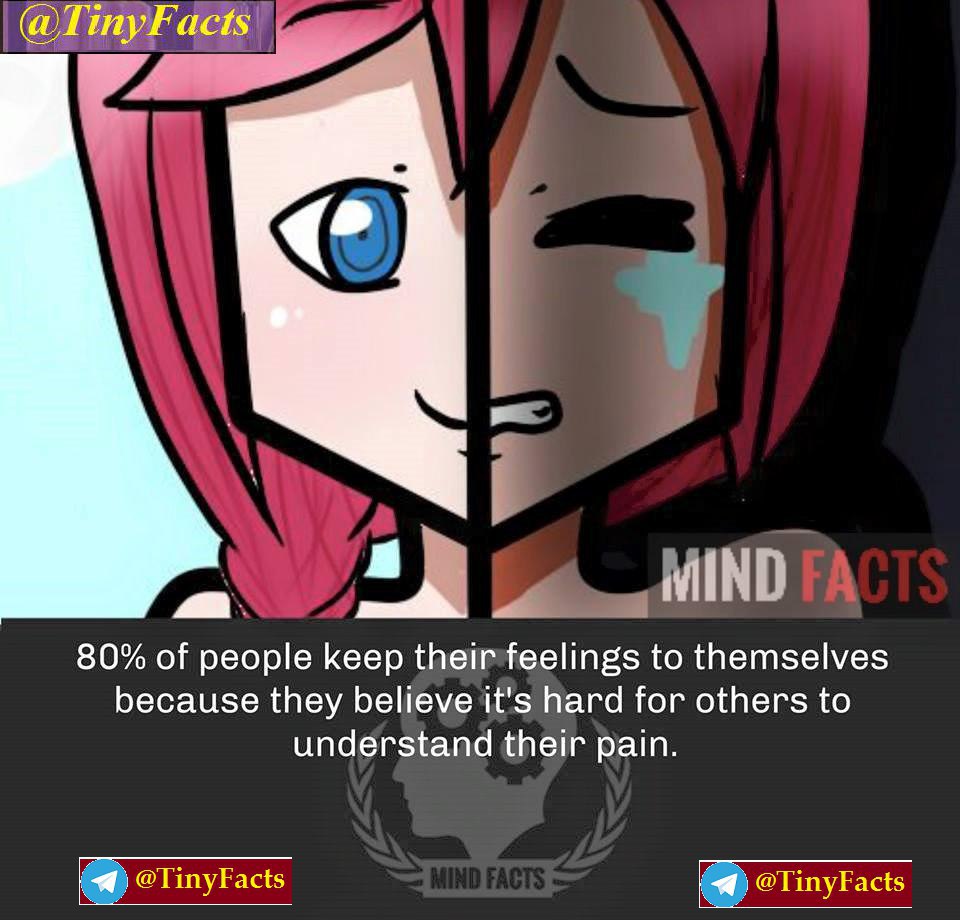 @TinyFacts
MIND FACTS
80% of people keep their feelings to themselves
because they believe it's hard for others to
understand their pain.
MIND FACTS
@TinyFacts
@TinyFacts